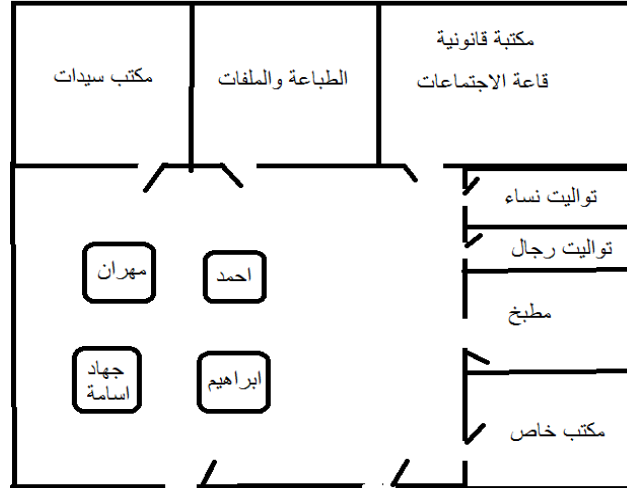 مكتبة قانونية
قاعة الاجتماعات
الطباعة والملفات
مكتب سيدات
تواليت نساء
تواليت رجال
مطبخ
مكتب خاص
احمد
مهران
ابراهيم
جهاد
اسامة